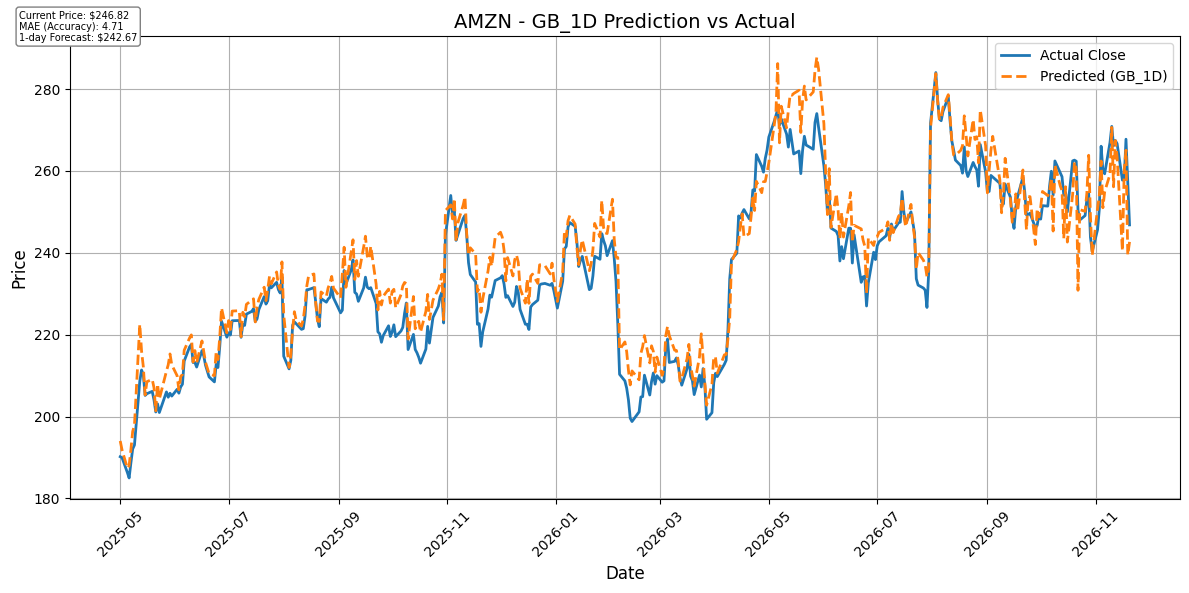 AMZN - GB_1D Prediction vs Actual
Current Price: $246.82
MAE (Accuracy): 4.71
1-day Forecast: $242.67
Actual Close
Predicted (GB_1D)
Price
280
260
240
220
200
180
2025-05
2025-07
2025-09
2025-11
2026-01
2026-03
2026-05
2026-07
2026-09
2026-11
Date